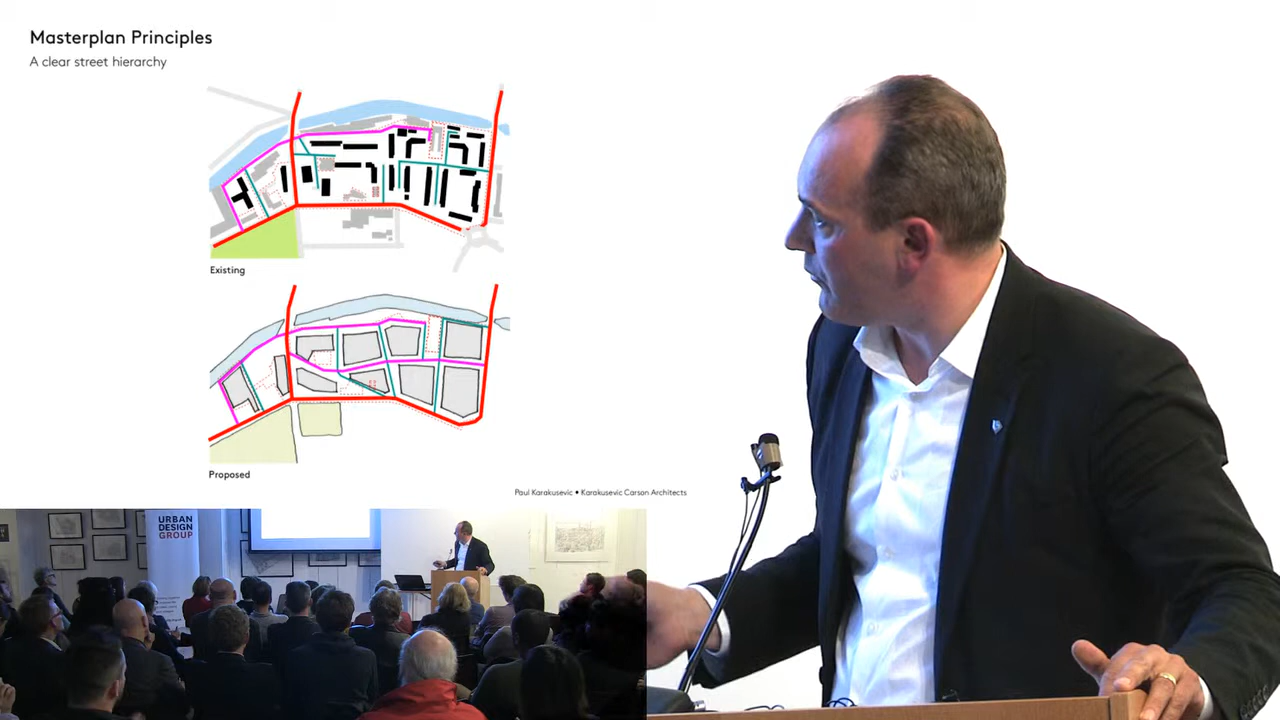 Masterplan Principles
A clear street hierarchy
Existing
Proposed
Paul Karakusevic • Karakusevic Carson Architects
URBAN
DESIGN
GROUP